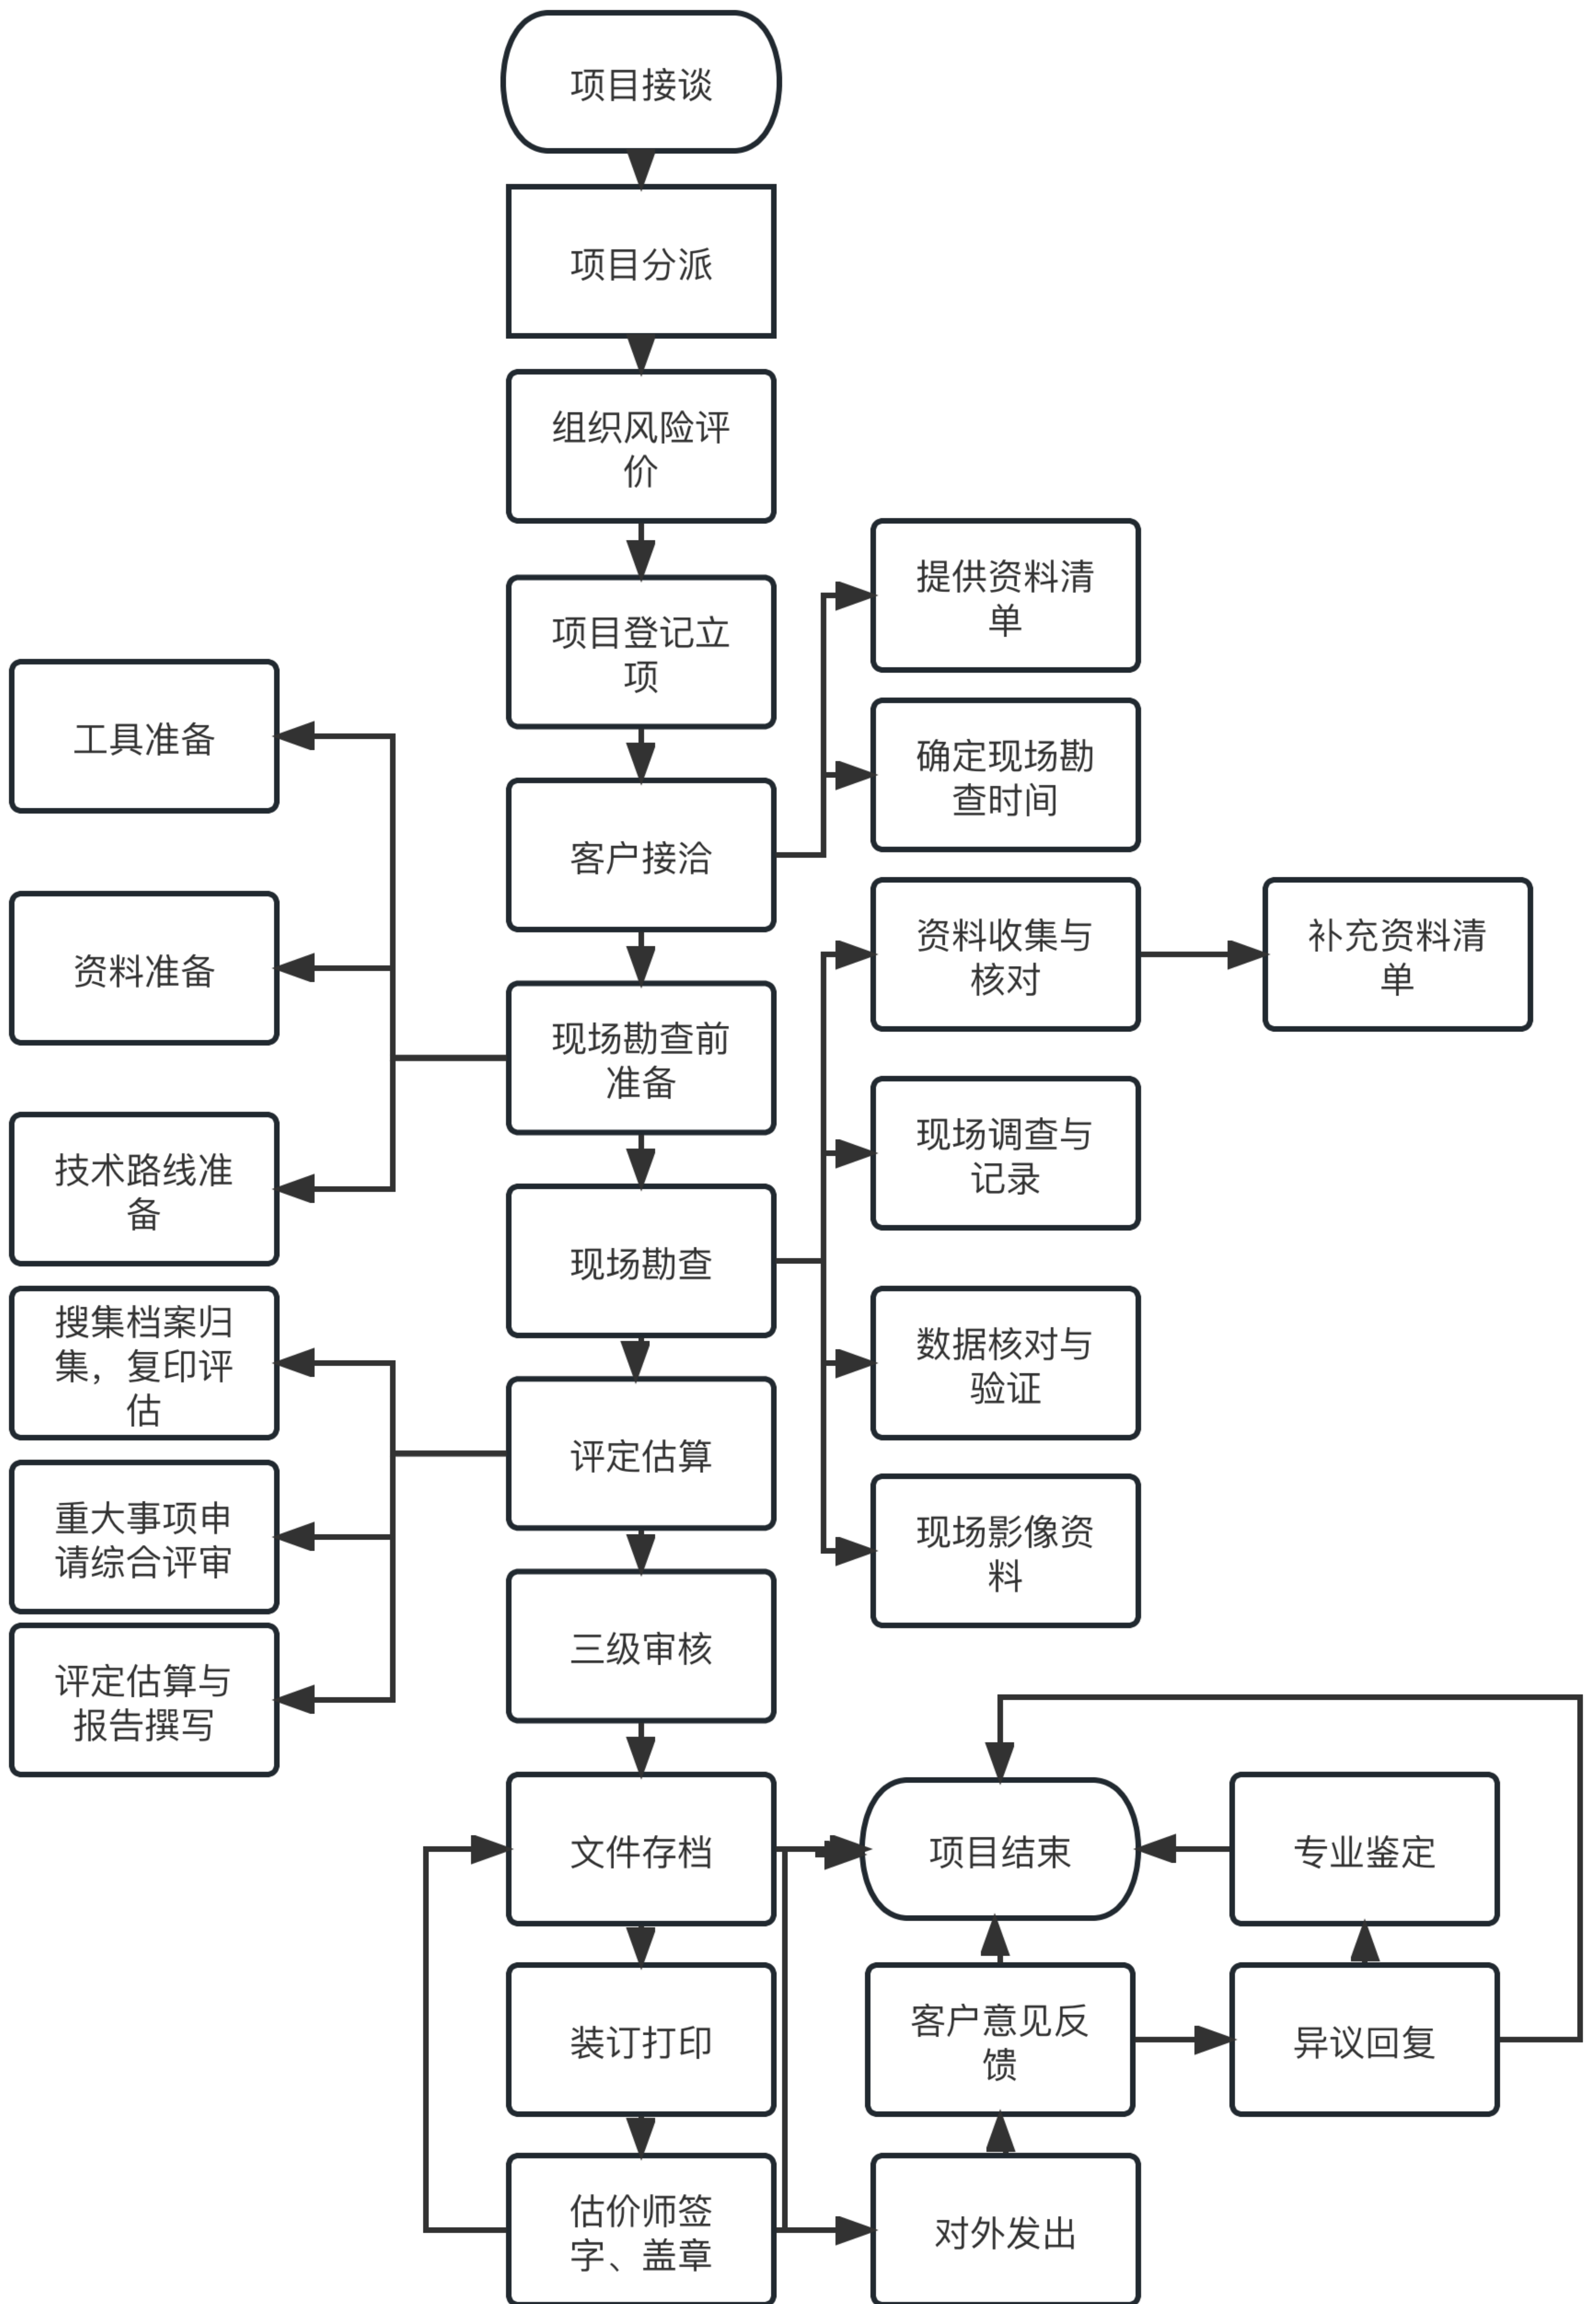 项目接谈
项目分派
组织风险评
价
项目登记立
项
客户接洽
提供资料清
单
确定现场勘
查时间
现场勘查前
准备
工具准备
资料准备
技术路线准
备
现场勘查
资料收集与
核对
补充资料清
单
现场调查与
记录
数据核对与
验证
现场影像资
料
评定估算
搜集档案归
集，复印评
估
重大事项申
请综合评审
评定估算与
报告撰写
三级审核
文件存档
项目结束
专业鉴定
装订打印
客户意见反
馈
异议回复
估价师签
字、盖章
对外发出